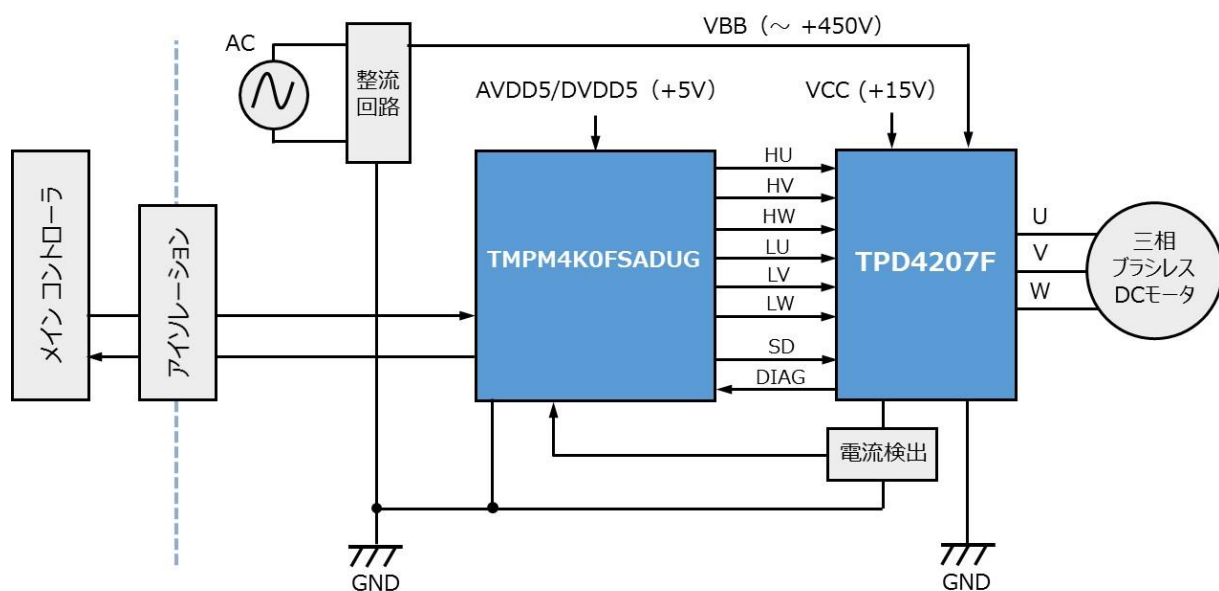 AC
整流
回路
VBB（～ +450V）
AVDD5/DVDD5（+5V）
VCC (+15V)
メイン コントローラ
アイソレーション
TMPM4K0FSADUG
HU
HV
HW
LU
LV
LW
SD
DIAG
TPD4207F
U
V
W
三相
ブラシレス
DCモータ
電流検出
GND
GND